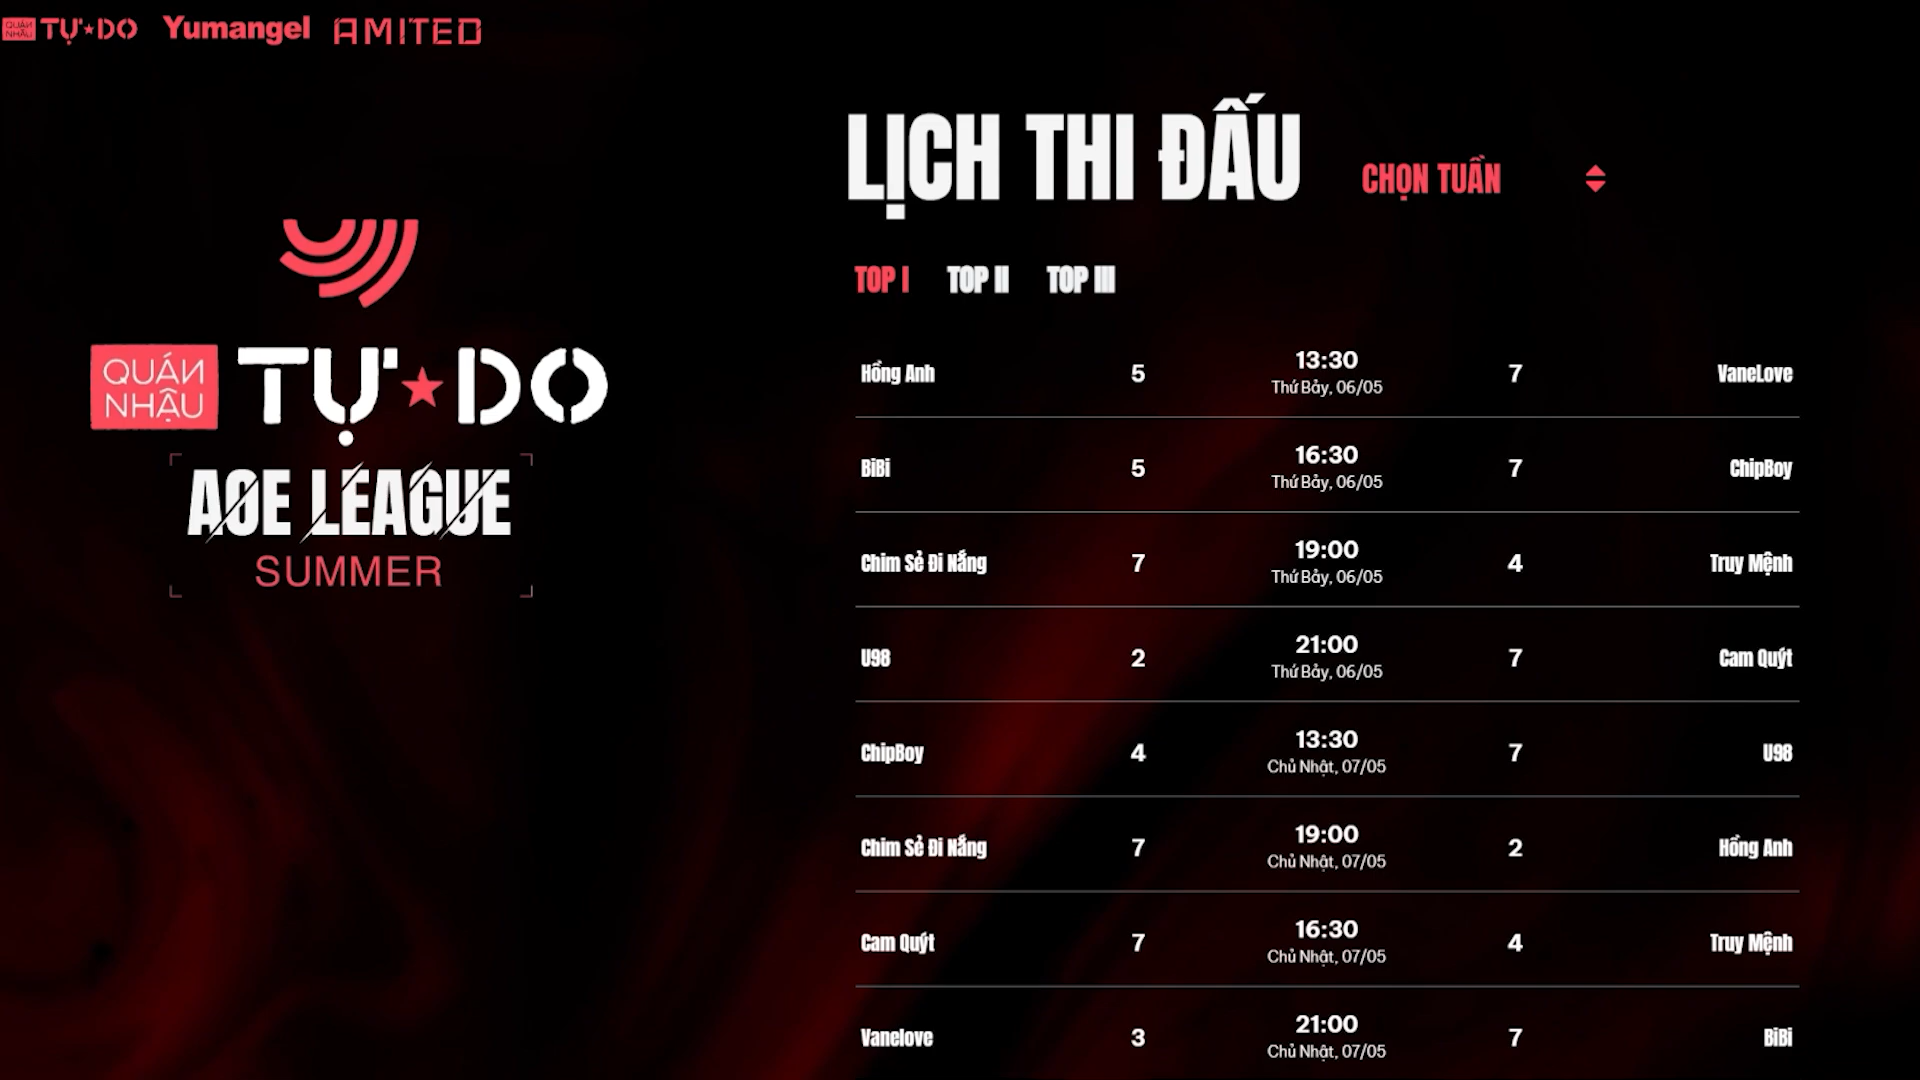 QUÁN NHẬU TỰ★DO Yumangel AMITED
LỊCH THI ĐẤU
CHỌN TUẦN
QUÁN
NHẬU
TỰ★DO
AOE LEAGUE
SUMMER
TOP I TOP II TOP III
Hồng Anh 5 13:30 7 VaneLove
Thứ Bảy, 06/05
BiBi 5 16:30 7 ChipBoy
Thứ Bảy, 06/05
Chim Sẻ Đi Nắng 7 19:00 4 Truy Mệnh
Thứ Bảy, 06/05
U98 2 21:00 7 Cam Quýt
Thứ Bảy, 06/05
ChipBoy 4 13:30 7 U98
Chủ Nhật, 07/05
Chim Sẻ Đi Nắng 7 19:00 2 Hồng Anh
Chủ Nhật, 07/05
Cam Quýt 7 16:30 4 Truy Mệnh
Chủ Nhật, 07/05
Vanelove 3 21:00 7 BiBi
Chủ Nhật, 07/05